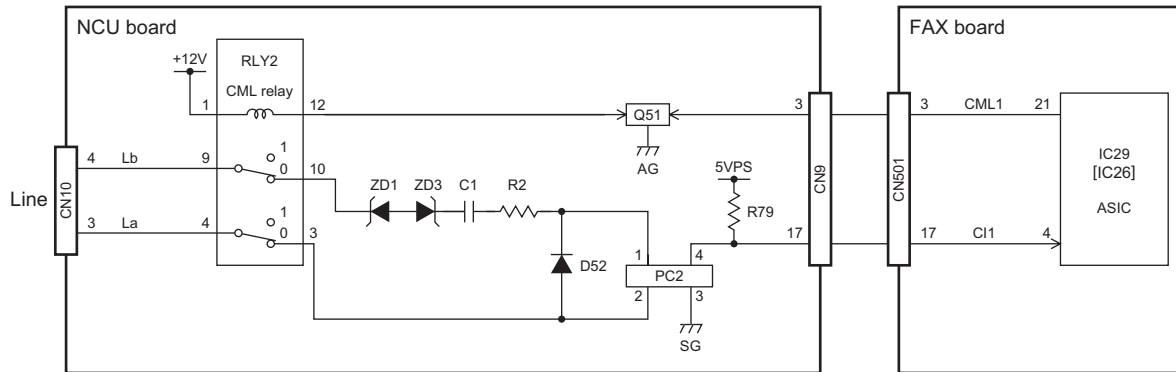 NCU board
FAX board
+12V
RLY2
CML relay
1
12
Q51
AG
3
CN9
3
CML1
21
CN501
IC29
[IC26]
ASIC
Line
CN10
4
Lb
9
1
0
10
ZD1
ZD3
C1
R2
5VPS
R79
3
La
4
1
0
3
D52
1
4
PC2
2
3
SG
17
17
CI1
4